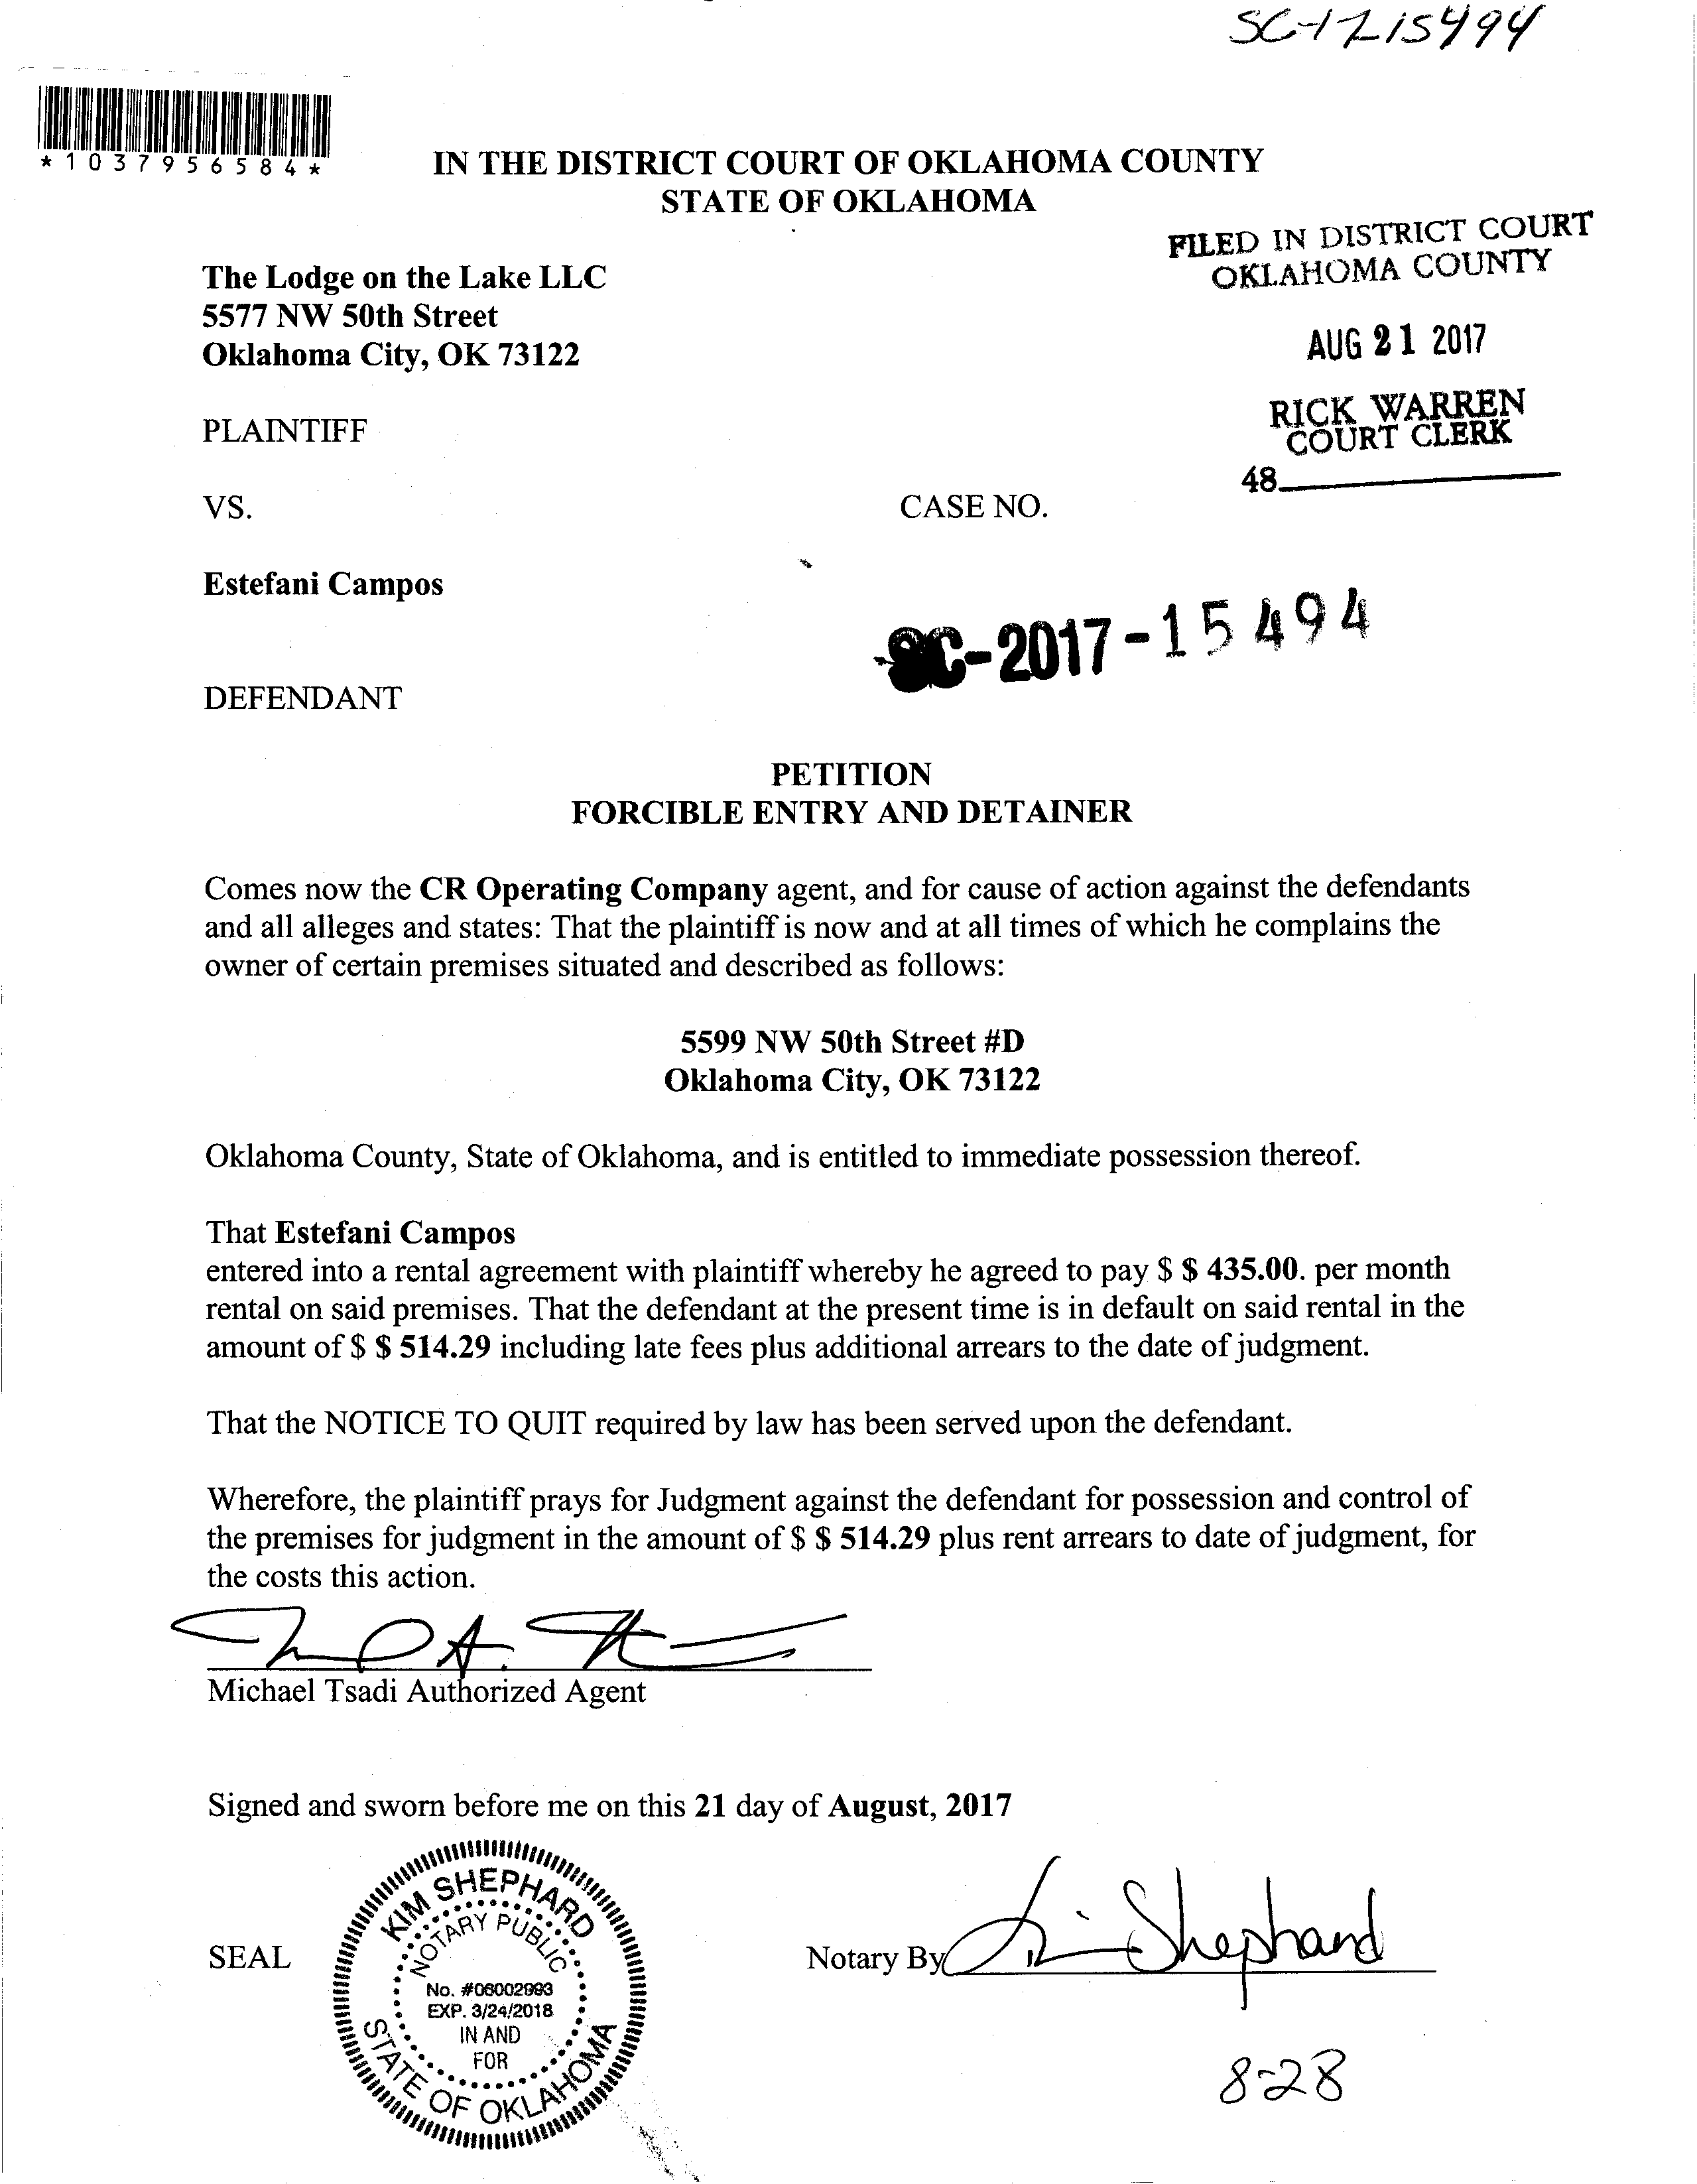 SC-1715494
*1037956584*
IN THE DISTRICT COURT OF OKLAHOMA COUNTY
STATE OF OKLAHOMA
FILED IN DISTRICT COURT
OKLAHOMA COUNTY
AUG 21 2017
RICK WARREN
COURT CLERK
48
The Lodge on the Lake LLC
5577 NW 50th Street
Oklahoma City, OK 73122
PLAINTIFF
VS.
CASE NO.
Estefani Campos
SC-2017-15494
DEFENDANT
PETITION
FORCIBLE ENTRY AND DETAINER
Comes now the CR Operating Company agent, and for cause of action against the defendants
and all alleges and states: That the plaintiff is now and at all times of which he complains the
owner of certain premises situated and described as follows:
5599 NW 50th Street #D
Oklahoma City, OK 73122
Oklahoma County, State of Oklahoma, and is entitled to immediate possession thereof.
That Estefani Campos
entered into a rental agreement with plaintiff whereby he agreed to pay $ $ 435.00. per month
rental on said premises. That the defendant at the present time is in default on said rental in the
amount of $ $ 514.29 including late fees plus additional arrears to the date of judgment.
That the NOTICE TO QUIT required by law has been served upon the defendant.
Wherefore, the plaintiff prays for Judgment against the defendant for possession and control of
the premises for judgment in the amount of $ $ 514.29 plus rent arrears to date of judgment, for
the costs this action.
Michael Tsadi Authorized Agent
Signed and sworn before me on this 21 day of August, 2017
SEAL
KIM SHEPHARD
NOTARY PUBLIC
No. #06002993
EXP. 3/24/2018
IN AND
FOR
STATE OF OKLAHOMA
Notary By Kim Shephard
8-28